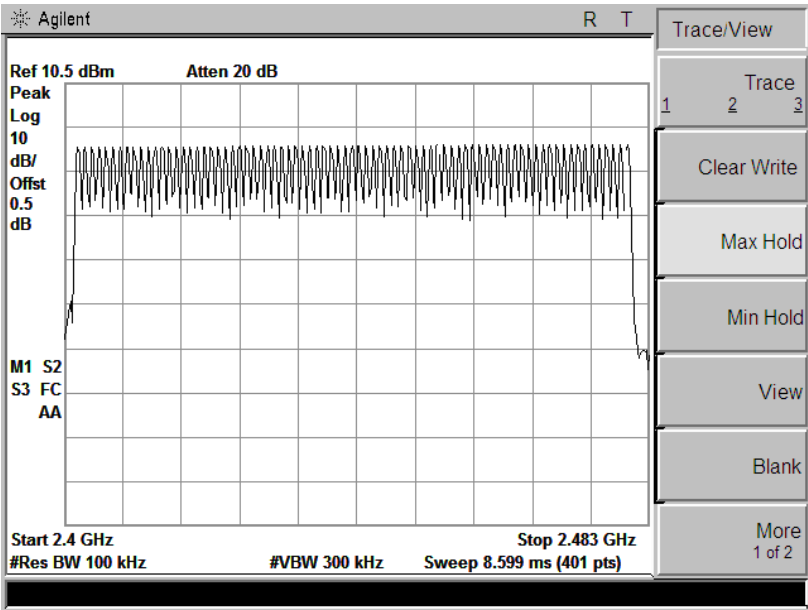 Agilent R T
Ref 10.5 dBm Atten 20 dB
Peak
Log
10
dB/
Offst
0.5
dB
M1 S2
S3 FC
AA
Start 2.4 GHz Stop 2.483 GHz
#Res BW 100 kHz #VBW 300 kHz Sweep 8.599 ms (401 pts)
Trace/View
Trace
1 2 3
Clear Write
Max Hold
Min Hold
View
Blank
More
1 of 2